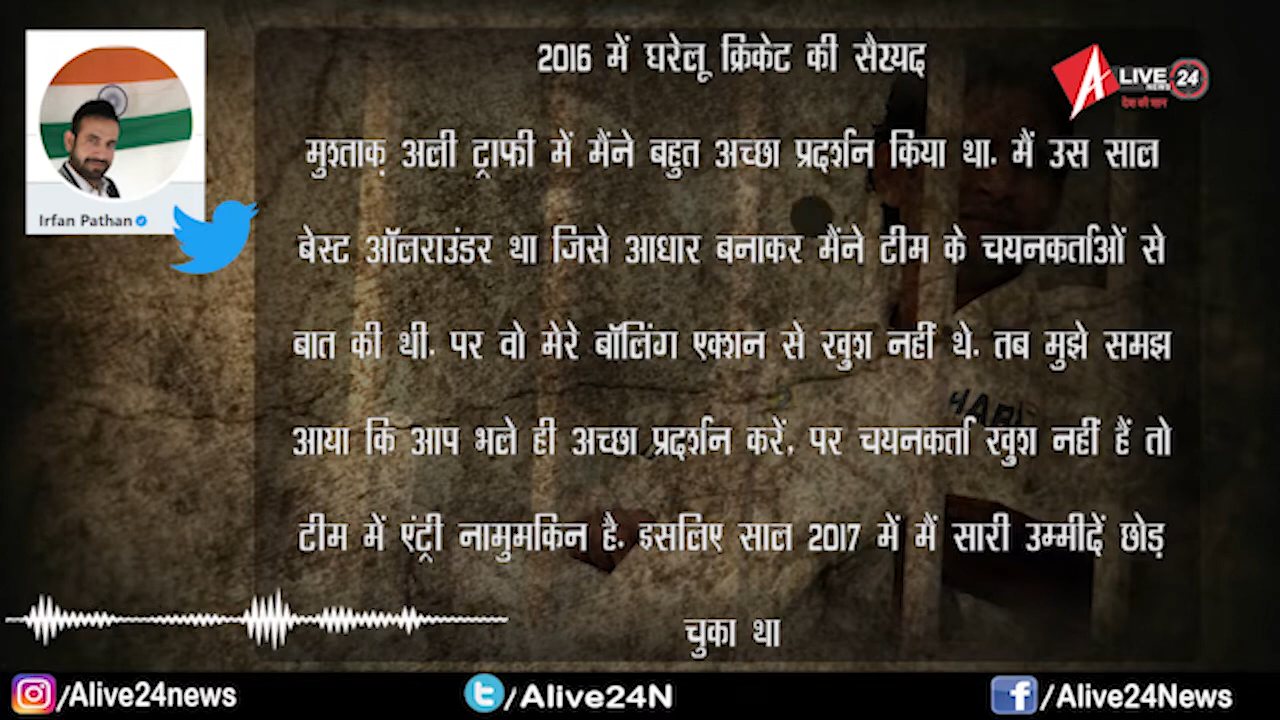 2016 में घरेलू क्रिकेट की सैय्यद
मुश्ताक़ अली ट्राफी में मैंने बहुत अच्छा प्रदर्शन किया था. मैं उस साल
बेस्ट ऑलराउंडर था जिसे आधार बनाकर मैंने टीम के चयनकर्ताओं से
बात की थी. पर वो मेरे बॉलिंग एक्शन से खुश नहीं थे. तब मुझे समझ
आया कि आप भले ही अच्छा प्रदर्शन करें, पर चयनकर्ता खुश नहीं हैं तो
टीम में एंट्री नामुमकिन है. इसलिए साल 2017 में मैं सारी उम्मीदें छोड़
चुका था
Irfan Pathan
ALIVE 24
NEWS
देश की शान
/Alive24news
/Alive24N
/Alive24News